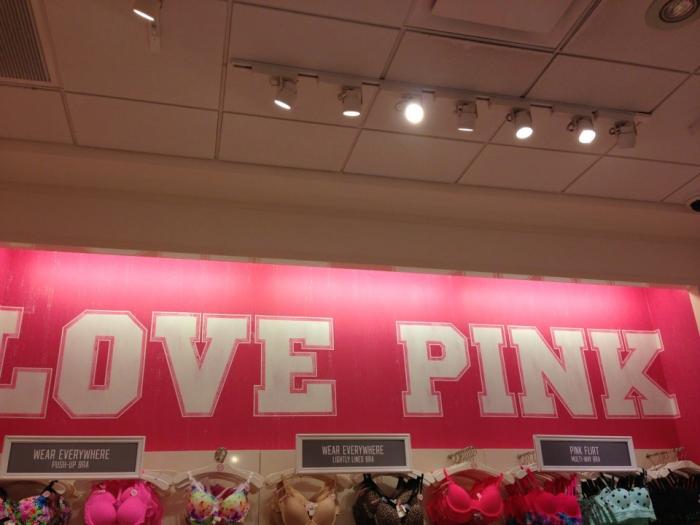 LOVE PINK
WEAR EVERYWHERE
PUSH-UP BRA
WEAR EVERYWHERE
LIGHTLY LINED BRA
PINK FLIRT
MULTI-WAY BRA